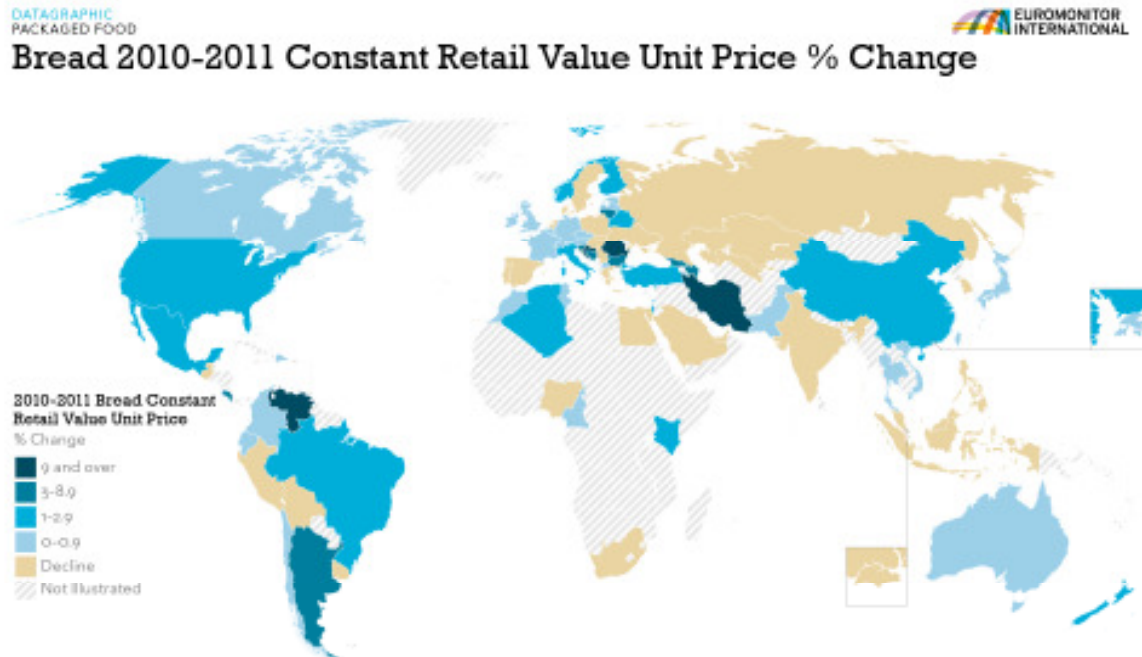 DATAGRAPHIC
PACKAGED FOOD
EUROMONITOR
INTERNATIONAL
Bread 2010-2011 Constant Retail Value Unit Price % Change
2010-2011 Bread Constant
Retail Value Unit Price
% Change
9 and over
3-8.9
1-2.9
0-0.9
Decline
Not Illustrated